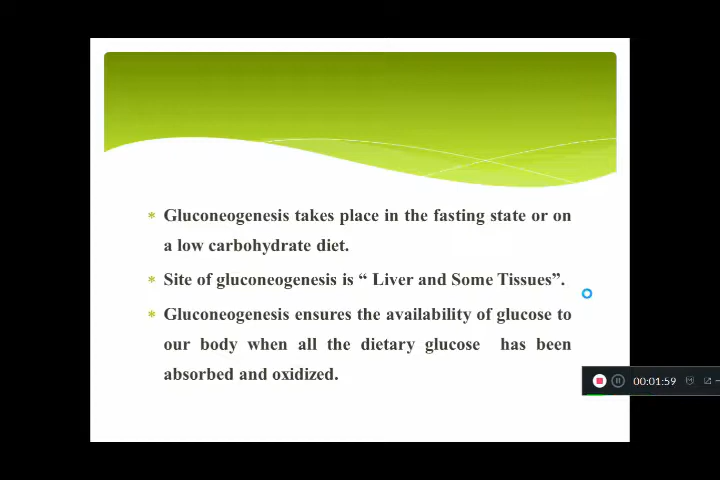 * Gluconeogenesis takes place in the fasting state or on
a low carbohydrate diet.
* Site of gluconeogenesis is “ Liver and Some Tissues”.
* Gluconeogenesis ensures the availability of glucose to
our body when all the dietary glucose has been
absorbed and oxidized.
00:01:59